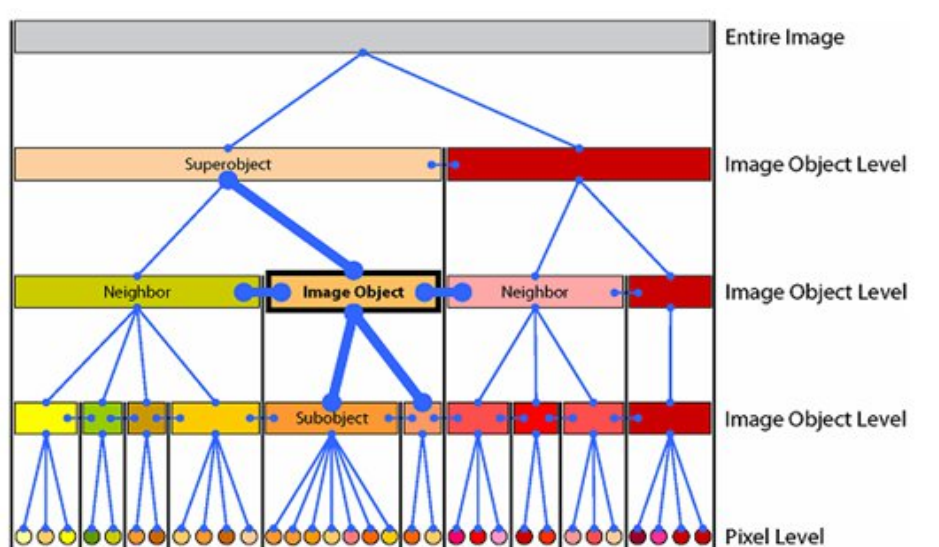 Entire Image
Superobject
Image Object Level
Neighbor
Image Object
Neighbor
Image Object Level
Subobject
Image Object Level
Pixel Level